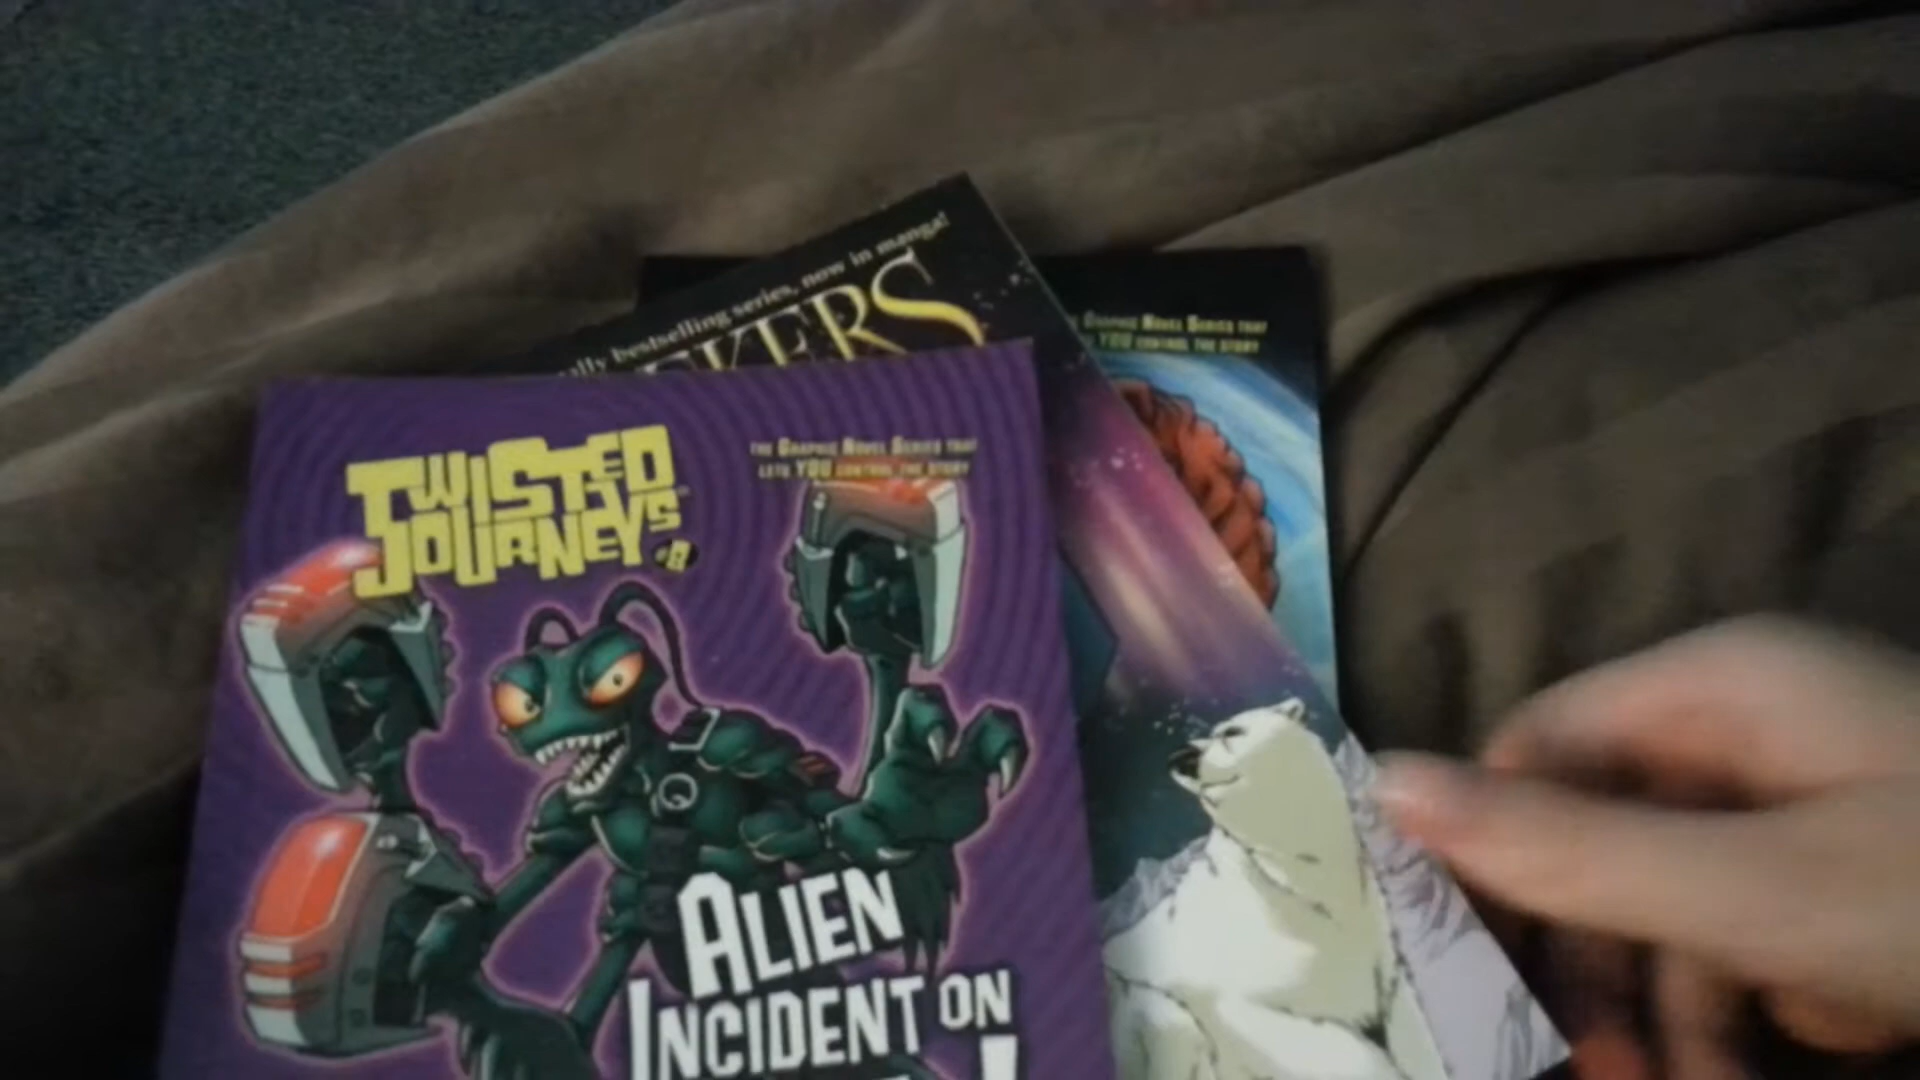 ally bestselling series, now in manga!
KERS
GRAPHIC NOVEL SERIES THAT
YOU CONTROL THE STORY
TWISTED
JOURNEYS #8
THE GRAPHIC NOVEL SERIES THAT
LETS YOU CONTROL THE STORY
Q
ALIEN
INCIDENT ON